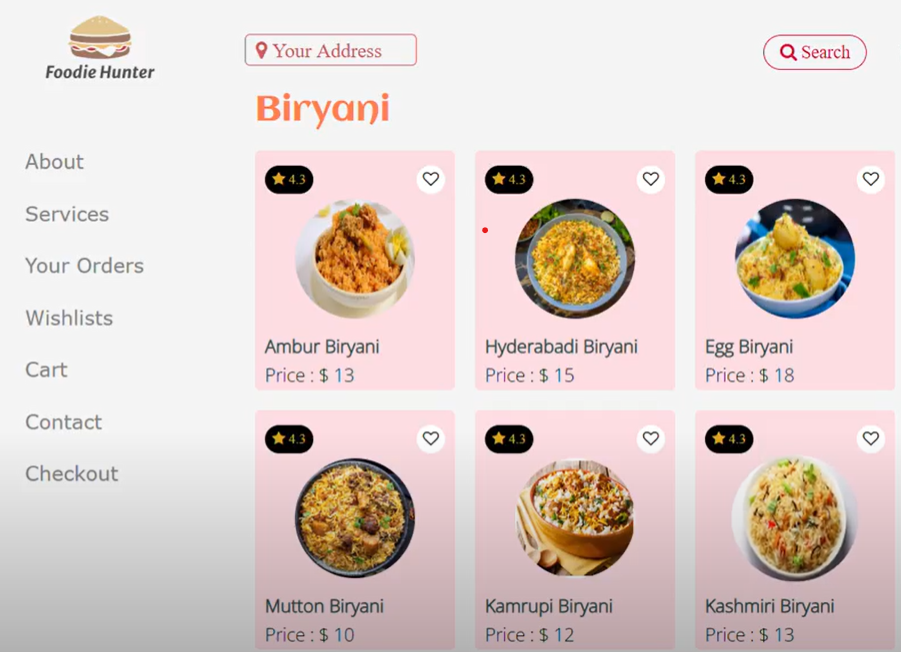 Foodie Hunter
Your Address
Search
Biryani
About
Services
Your Orders
Wishlists
Cart
Contact
Checkout
4.3
4.3
4.3
Ambur Biryani
Price : $ 13
Hyderabadi Biryani
Price : $ 15
Egg Biryani
Price : $ 18
4.3
4.3
4.3
Mutton Biryani
Price : $ 10
Kamrupi Biryani
Price : $ 12
Kashmiri Biryani
Price : $ 13